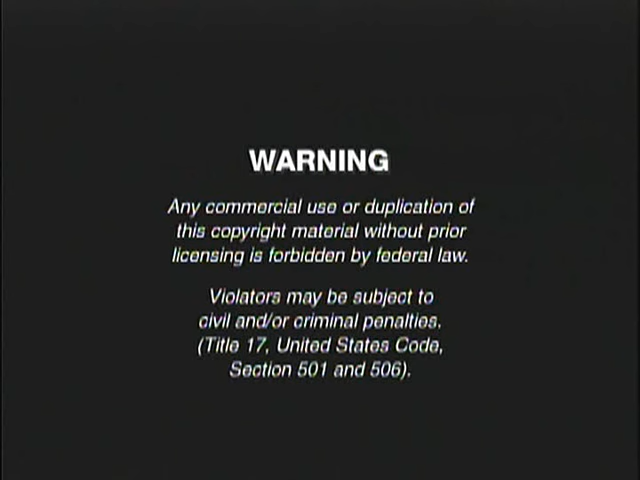 WARNING
Any commercial use or duplication of
this copyright material without prior
licensing is forbidden by federal law.
Violators may be subject to
civil and/or criminal penalties.
(Title 17, United States Code,
Section 501 and 506).